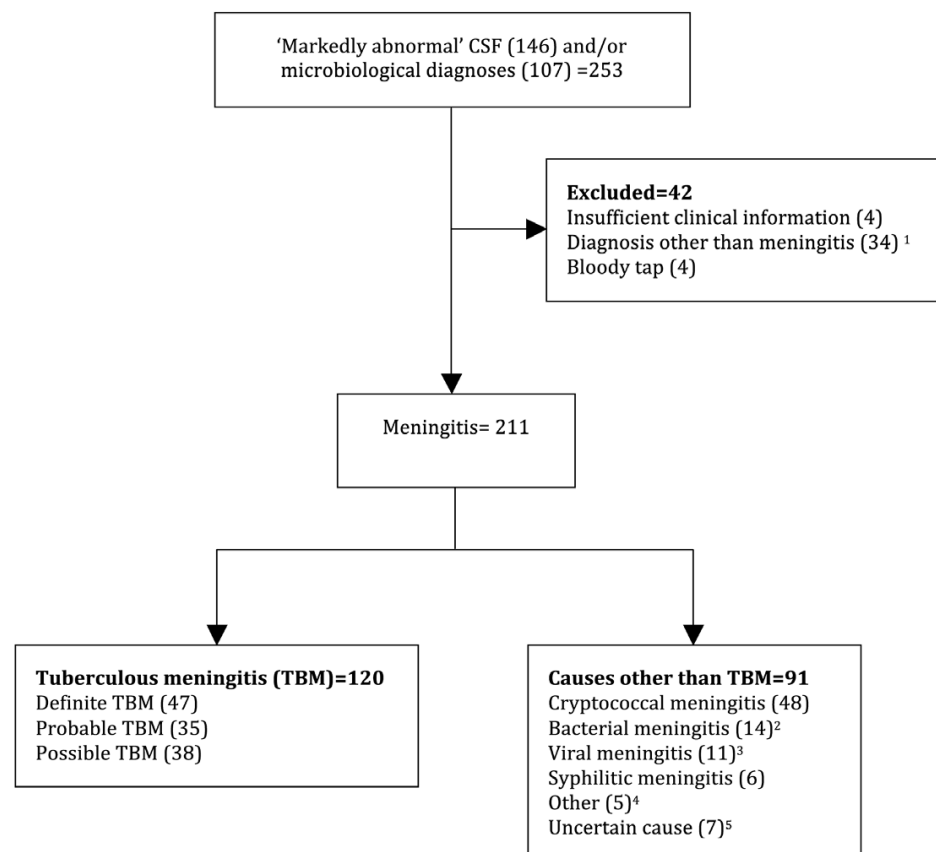 ‘Markedly abnormal’ CSF (146) and/or
microbiological diagnoses (107) =253
Excluded=42
Insufficient clinical information (4)
Diagnosis other than meningitis (34) ¹
Bloody tap (4)
Meningitis= 211
Tuberculous meningitis (TBM)=120
Definite TBM (47)
Probable TBM (35)
Possible TBM (38)
Causes other than TBM=91
Cryptococcal meningitis (48)
Bacterial meningitis (14)²
Viral meningitis (11)³
Syphilitic meningitis (6)
Other (5)⁴
Uncertain cause (7)⁵